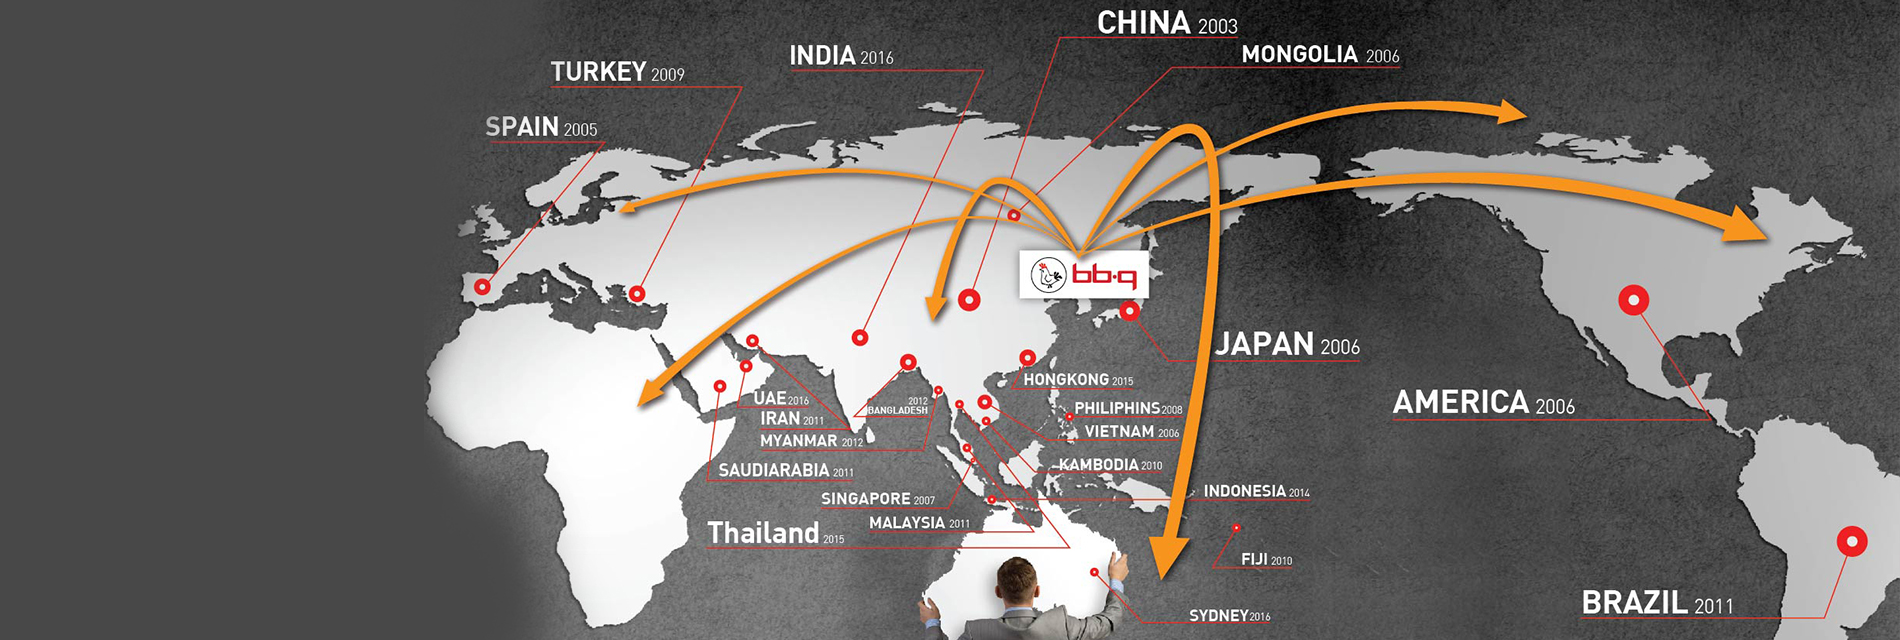 CHINA 2003
MONGOLIA 2006
INDIA 2016
TURKEY 2009
SPAIN 2005
bb.q
JAPAN 2006
HONGKONG 2015
AMERICA 2006
UAE 2016
2012
BANGLADESH
PHILIPHINS 2008
IRAN 2011
VIETNAM 2006
MYANMAR 2012
KAMBODIA 2010
SAUDIARABIA 2011
INDONESIA 2014
SINGAPORE 2007
MALAYSIA 2011
Thailand 2015
FIJI 2010
BRAZIL 2011
SYDNEY 2016